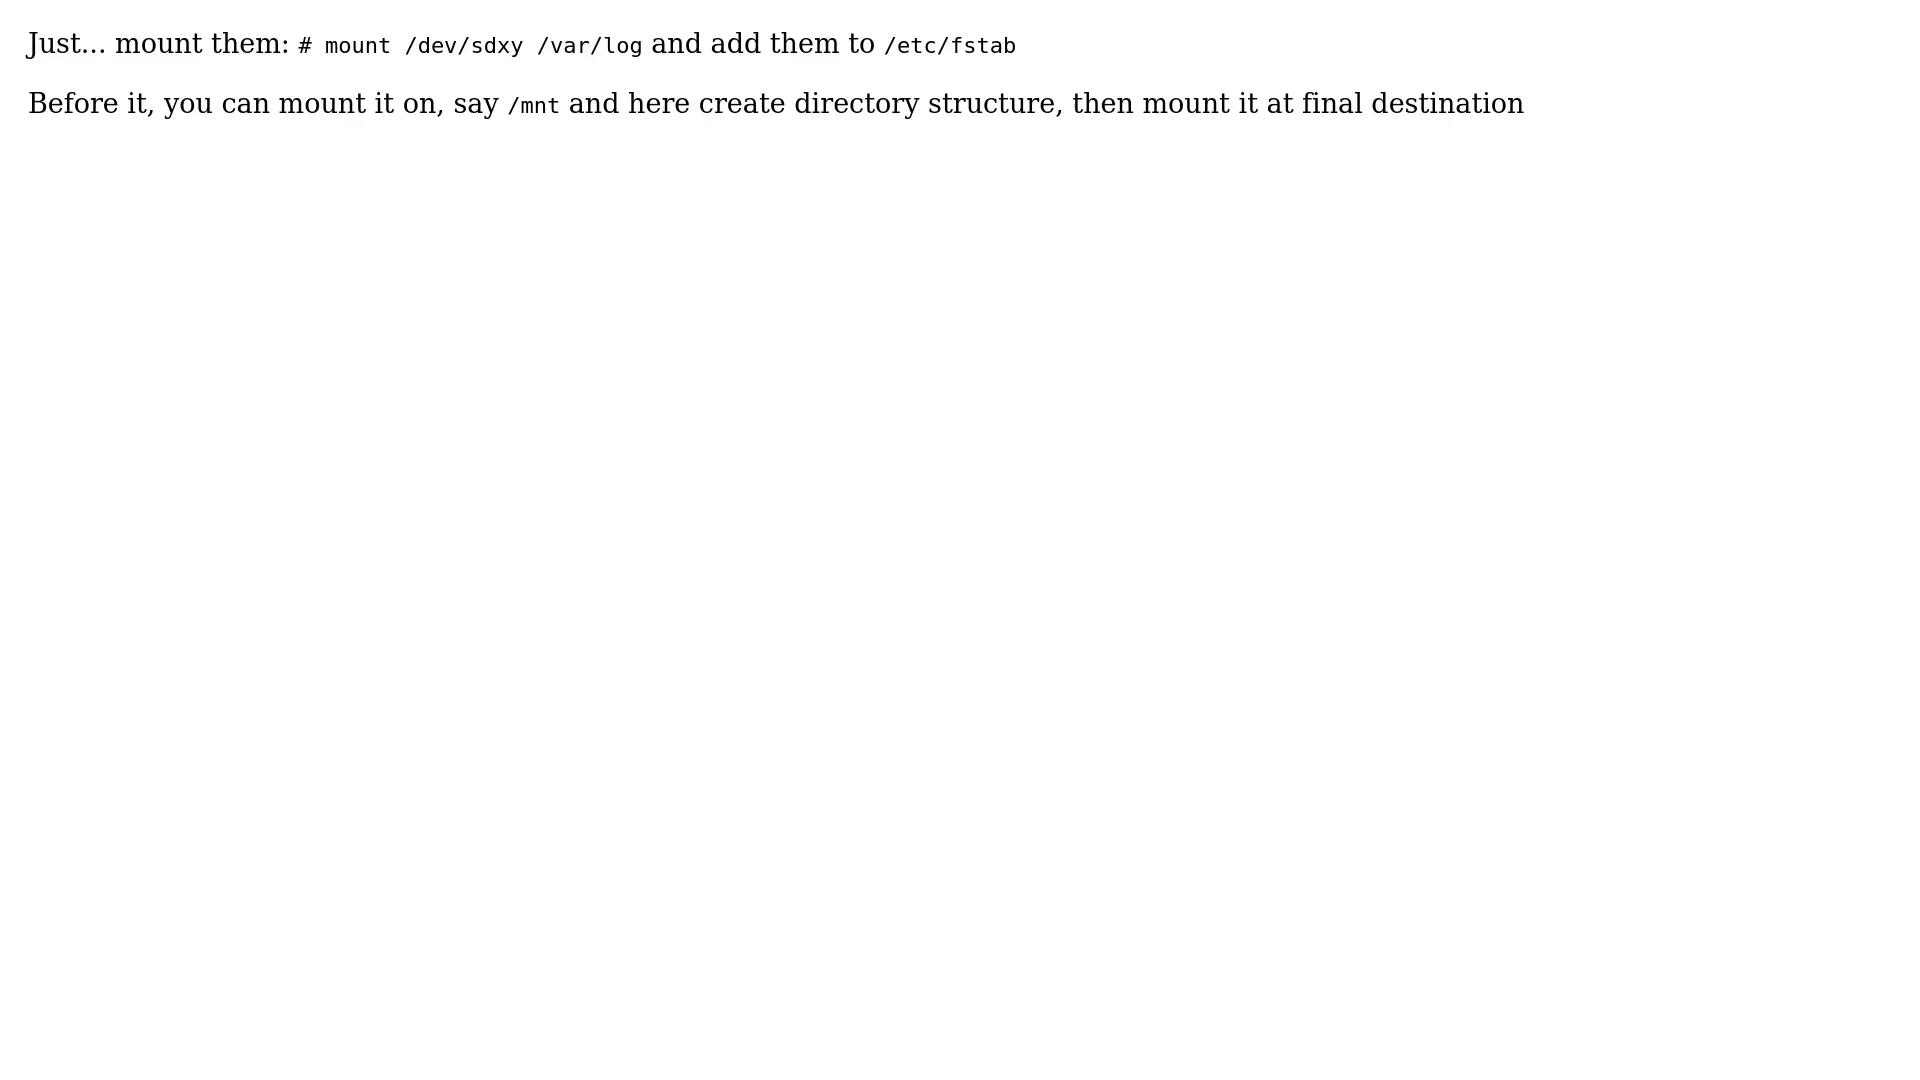 Just... mount them: # mount /dev/sdxy /var/log and add them to /etc/fstab
Before it, you can mount it on, say /mnt and here create directory structure, then mount it at final destination